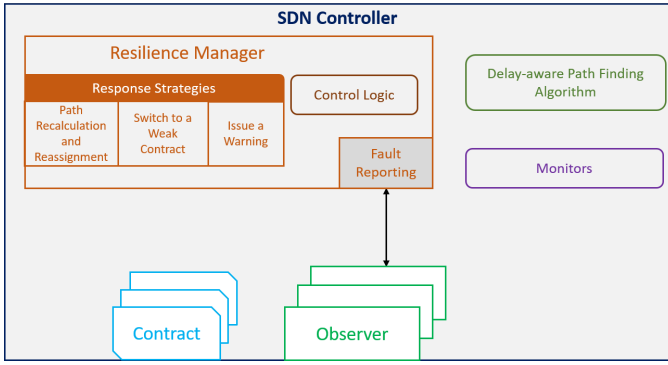 SDN Controller
Resilience Manager
Response Strategies
Path
Recalculation
and
Reassignment
Switch to a
Weak
Contract
Issue a
Warning
Control Logic
Fault
Reporting
Delay-aware Path Finding
Algorithm
Monitors
Contract
Observer